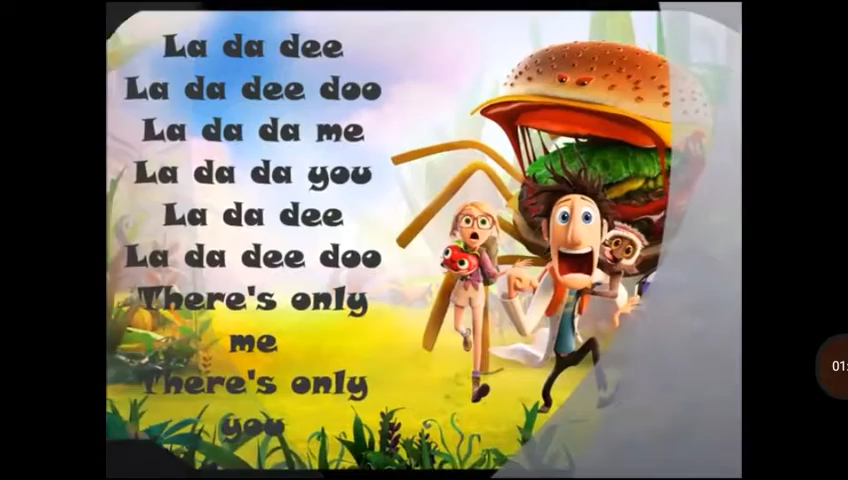 La da dee
La da dee doo
La da da me
La da da you
La da dee
La da dee doo
There's only
me
There's only
you
01: